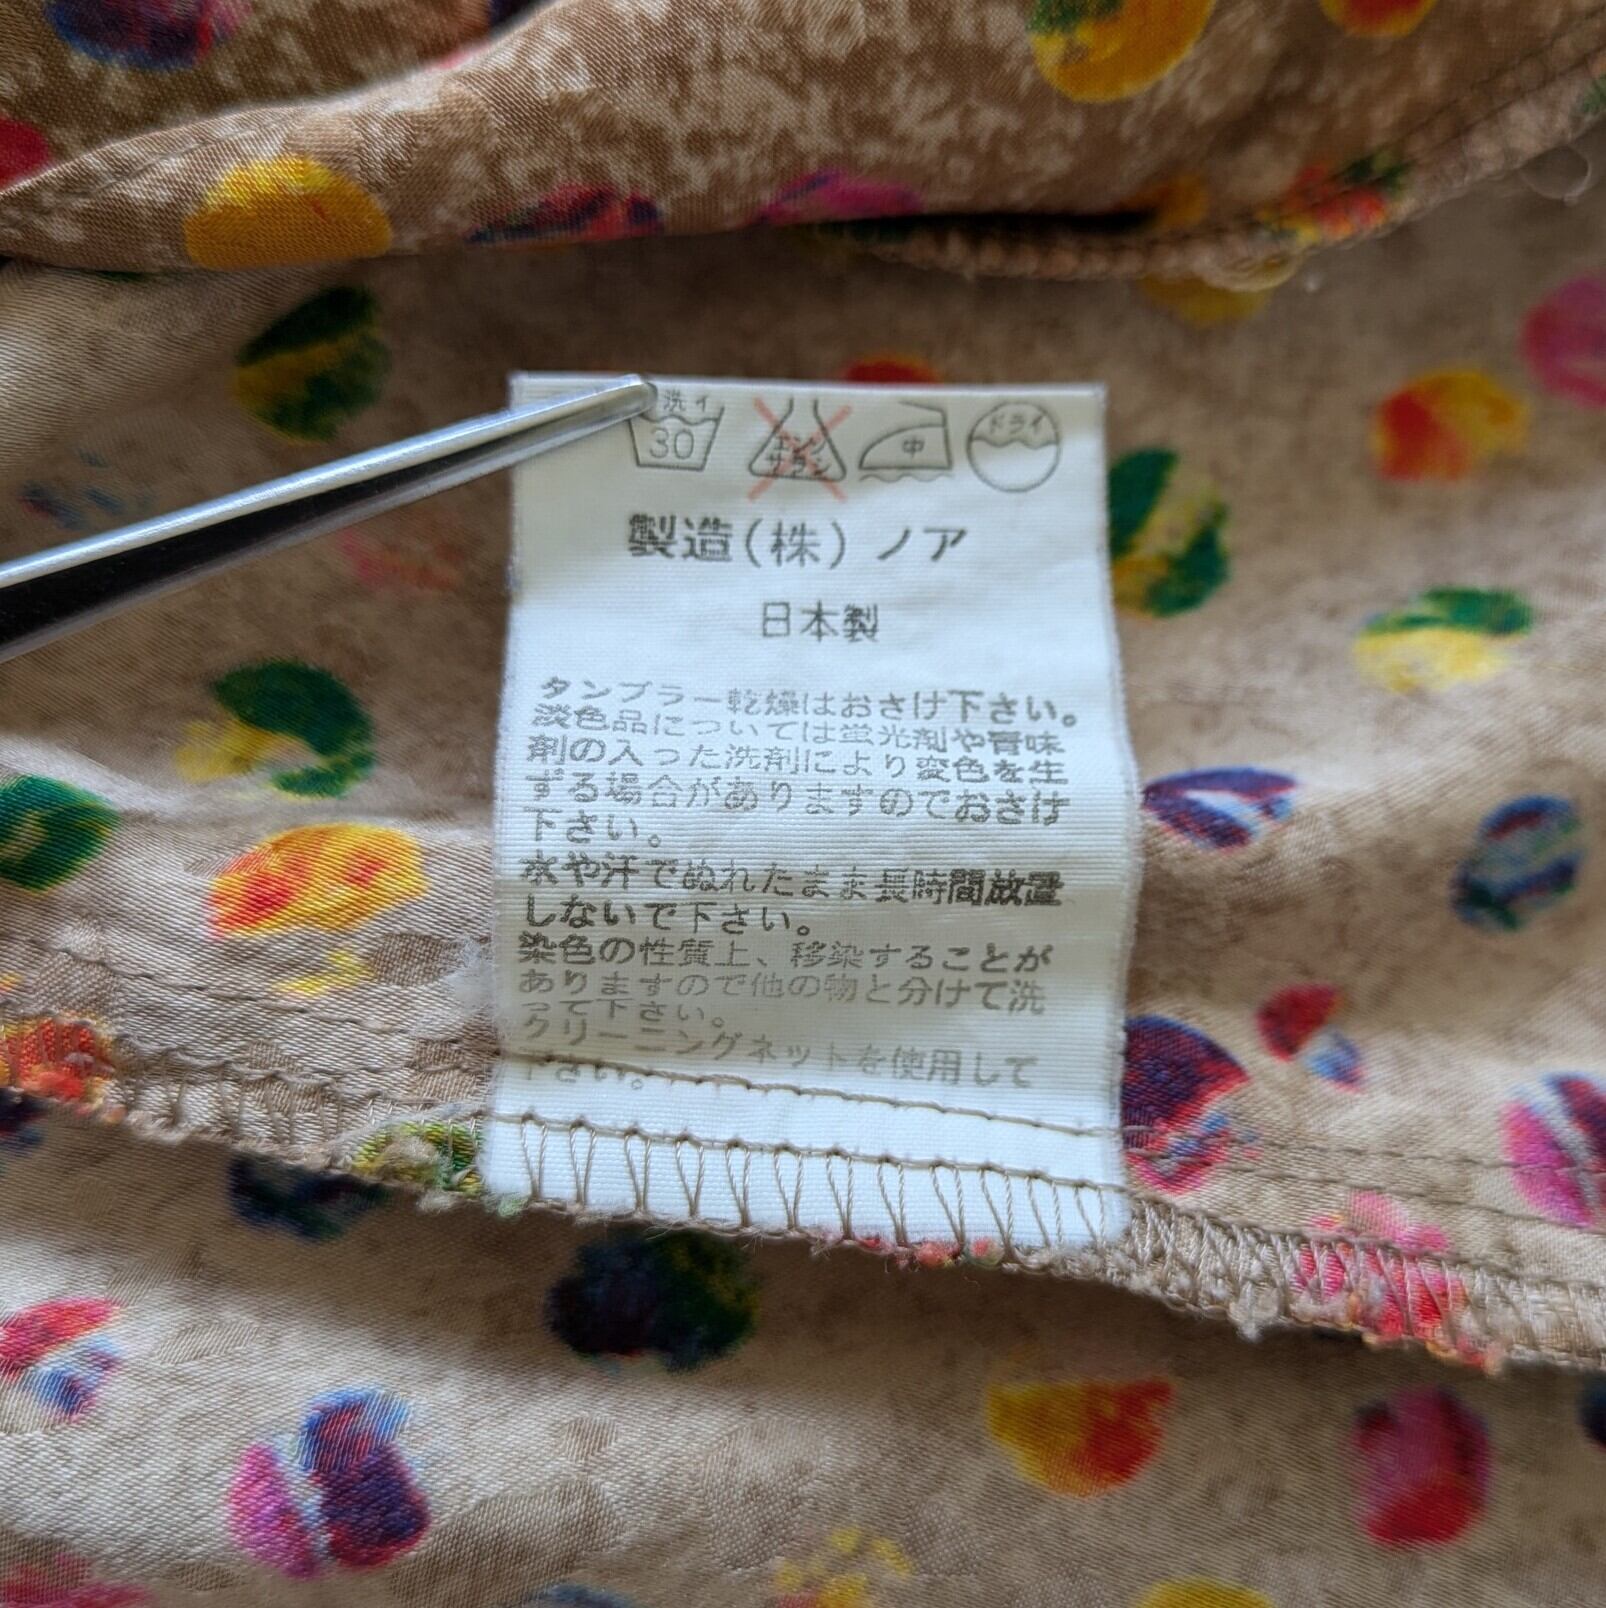 洗イ 30 エンソサラシ 中 ドライ
製造(株)ノア
日本製
タンブラー乾燥はおさけ下さい。
淡色品については蛍光剤や青味
剤の入った洗剤により変色を生
ずる場合がありますのでおさけ
下さい。
水や汗でぬれたまま長時間放置
しないで下さい。
染色の性質上、移染することが
ありますので他の物と分けて洗
って下さい。
クリーニングネットを使用して
下さい。